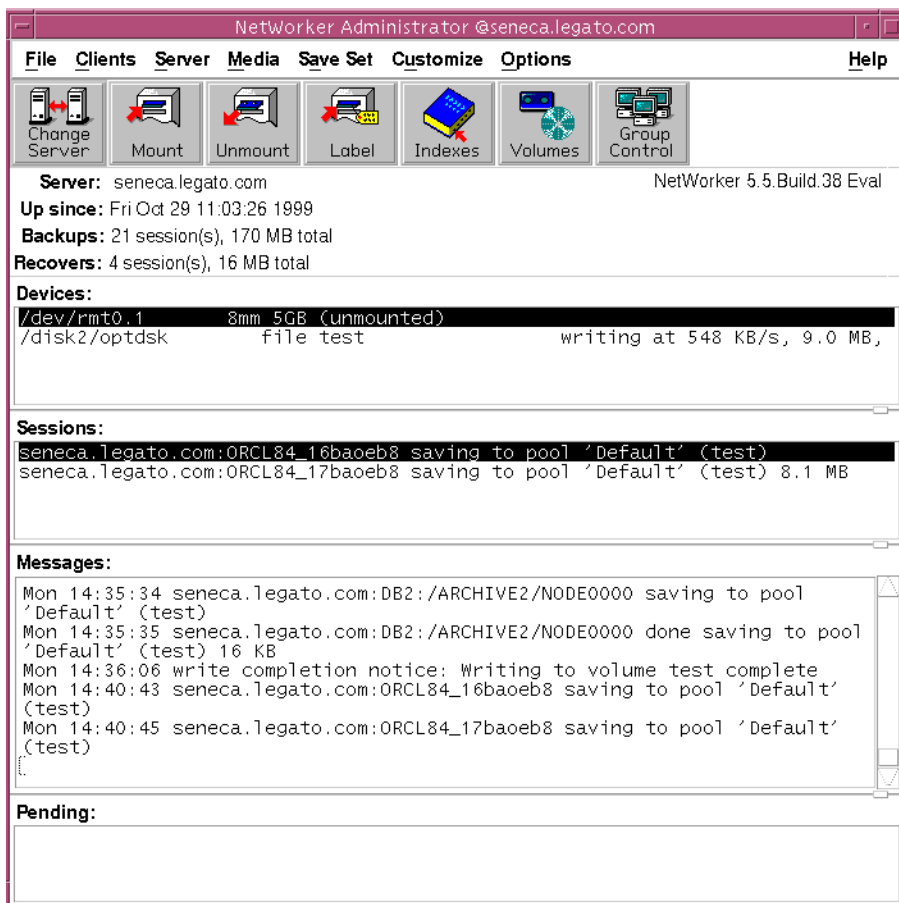 NetWorker Administrator @seneca.legato.com
File Clients Server Media Save Set Customize Options Help
Change Server Mount Unmount Label Indexes Volumes Group Control
Server: seneca.legato.com NetWorker 5.5.Build.38 Eval
Up since: Fri Oct 29 11:03:26 1999
Backups: 21 session(s), 170 MB total
Recovers: 4 session(s), 16 MB total
Devices:
/dev/rmt0.1 8mm 5GB (unmounted)
/disk2/optdsk file test writing at 548 KB/s, 9.0 MB,
Sessions:
seneca.legato.com:ORCL84_16baoeb8 saving to pool 'Default' (test)
seneca.legato.com:ORCL84_17baoeb8 saving to pool 'Default' (test) 8.1 MB
Messages:
Mon 14:35:34 seneca.legato.com:DB2:/ARCHIVE2/NODE0000 saving to pool
'Default' (test)
Mon 14:35:35 seneca.legato.com:DB2:/ARCHIVE2/NODE0000 done saving to pool
'Default' (test) 16 KB
Mon 14:36:06 write completion notice: Writing to volume test complete
Mon 14:40:43 seneca.legato.com:ORCL84_16baoeb8 saving to pool 'Default'
(test)
Mon 14:40:45 seneca.legato.com:ORCL84_17baoeb8 saving to pool 'Default'
(test)
Pending: